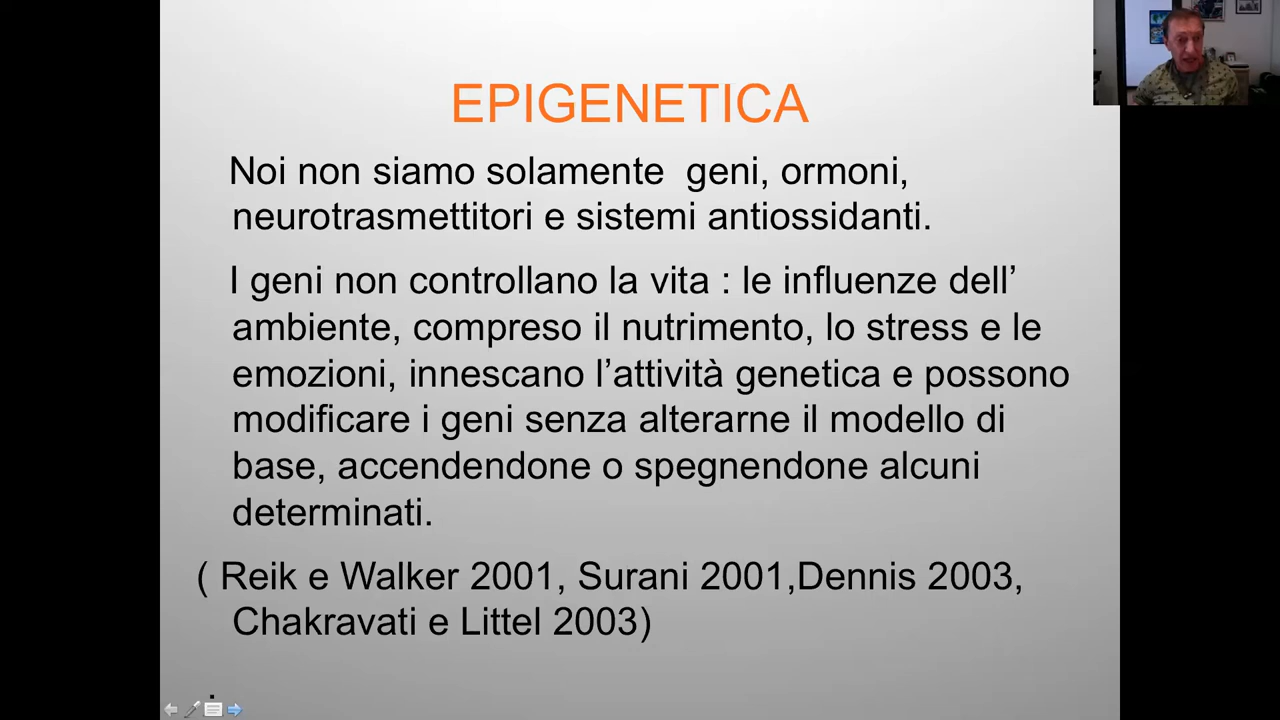 EPIGENETICA
Noi non siamo solamente geni, ormoni,
neurotrasmettitori e sistemi antiossidanti.
I geni non controllano la vita : le influenze dell’
ambiente, compreso il nutrimento, lo stress e le
emozioni, innescano l’attività genetica e possono
modificare i geni senza alterarne il modello di
base, accendendone o spegnendone alcuni
determinati.
( Reik e Walker 2001, Surani 2001,Dennis 2003,
Chakravati e Littel 2003)